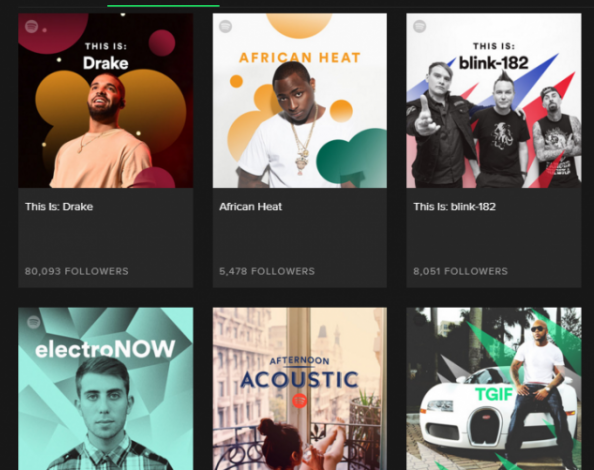 THIS IS:
Drake
AFRICAN HEAT
THIS IS:
blink-182
This Is: Drake
African Heat
This Is: blink-182
80,093 FOLLOWERS
5,478 FOLLOWERS
8,051 FOLLOWERS
electroNOW
AFTERNOON
ACOUSTIC
TGIF